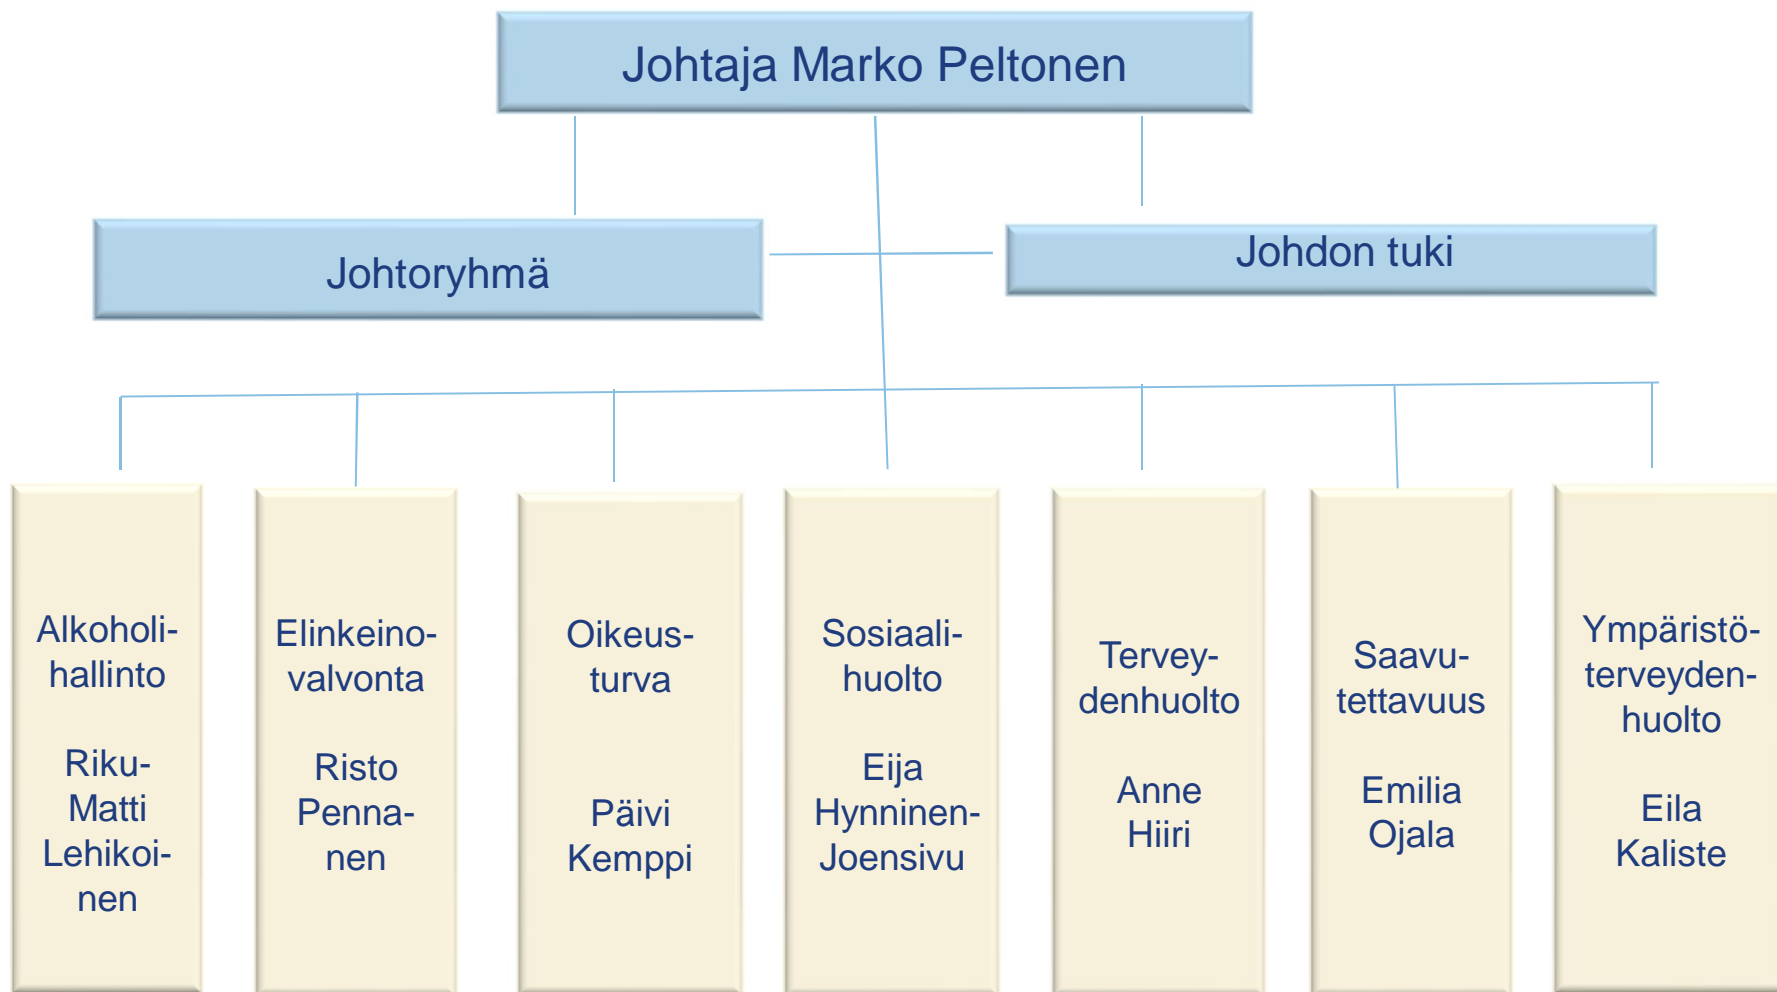 Johtaja Marko Peltonen
Johtoryhmä
Johdon tuki
Alkoholi-
hallinto
Riku-
Matti
Lehikoi-
nen
Elinkeino-
valvonta
Risto
Penna-
nen
Oikeus-
turva
Päivi
Kemppi
Sosiaali-
huolto
Eija
Hynninen-
Joensivu
Tervey-
denhuolto
Anne
Hiiri
Saavu-
tettavuus
Emilia
Ojala
Ympäristö-
terveyden-
huolto
Eila
Kaliste